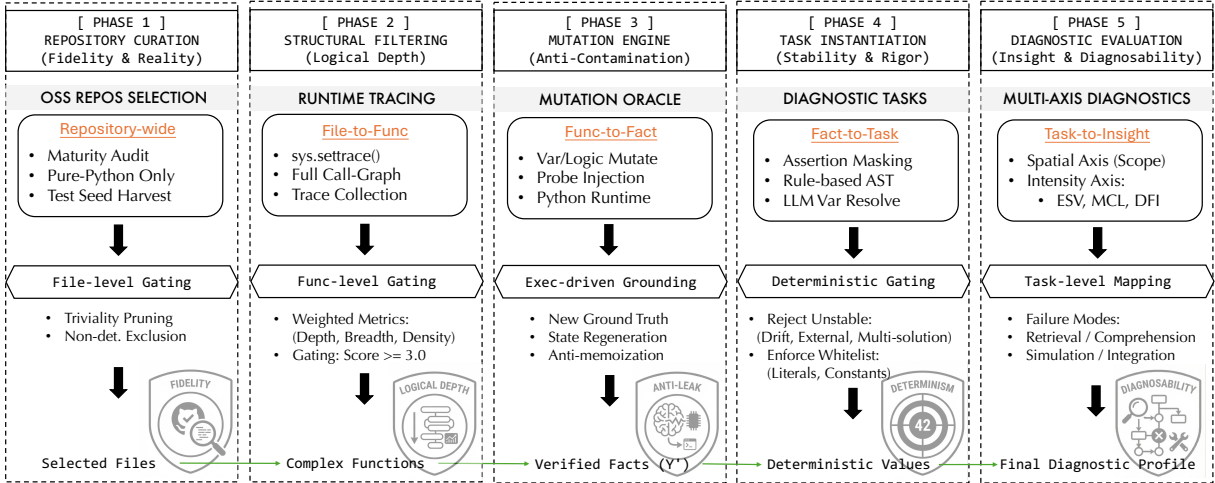 [ PHASE 1 ]
REPOSITORY CURATION
(Fidelity & Reality)
OSS REPOS SELECTION
Repository-wide
• Maturity Audit
• Pure-Python Only
• Test Seed Harvest
File-level Gating
• Triviality Pruning
• Non-det. Exclusion
FIDELITY
Selected Files
[ PHASE 2 ]
STRUCTURAL FILTERING
(Logical Depth)
RUNTIME TRACING
File-to-Func
• sys.settrace()
• Full Call-Graph
• Trace Collection
Func-level Gating
• Weighted Metrics:
(Depth, Breadth, Density)
• Gating: Score >= 3.0
LOGICAL DEPTH
Complex Functions
[ PHASE 3 ]
MUTATION ENGINE
(Anti-Contamination)
MUTATION ORACLE
Func-to-Fact
• Var/Logic Mutate
• Probe Injection
• Python Runtime
Exec-driven Grounding
• New Ground Truth
• State Regeneration
• Anti-memoization
ANTI-LEAK
Verified Facts (Y')
[ PHASE 4 ]
TASK INSTANTIATION
(Stability & Rigor)
DIAGNOSTIC TASKS
Fact-to-Task
• Assertion Masking
• Rule-based AST
• LLM Var Resolve
Deterministic Gating
• Reject Unstable:
(Drift, External, Multi-solution)
• Enforce Whitelist:
(Literals, Constants)
DETERMINISM
42
Deterministic Values
[ PHASE 5 ]
DIAGNOSTIC EVALUATION
(Insight & Diagnosability)
MULTI-AXIS DIAGNOSTICS
Task-to-Insight
• Spatial Axis (Scope)
• Intensity Axis:
• ESV, MCL, DFI
Task-level Mapping
• Failure Modes:
• Retrieval / Comprehension
• Simulation / Integration
DIAGNOSABILITY
Final Diagnostic Profile